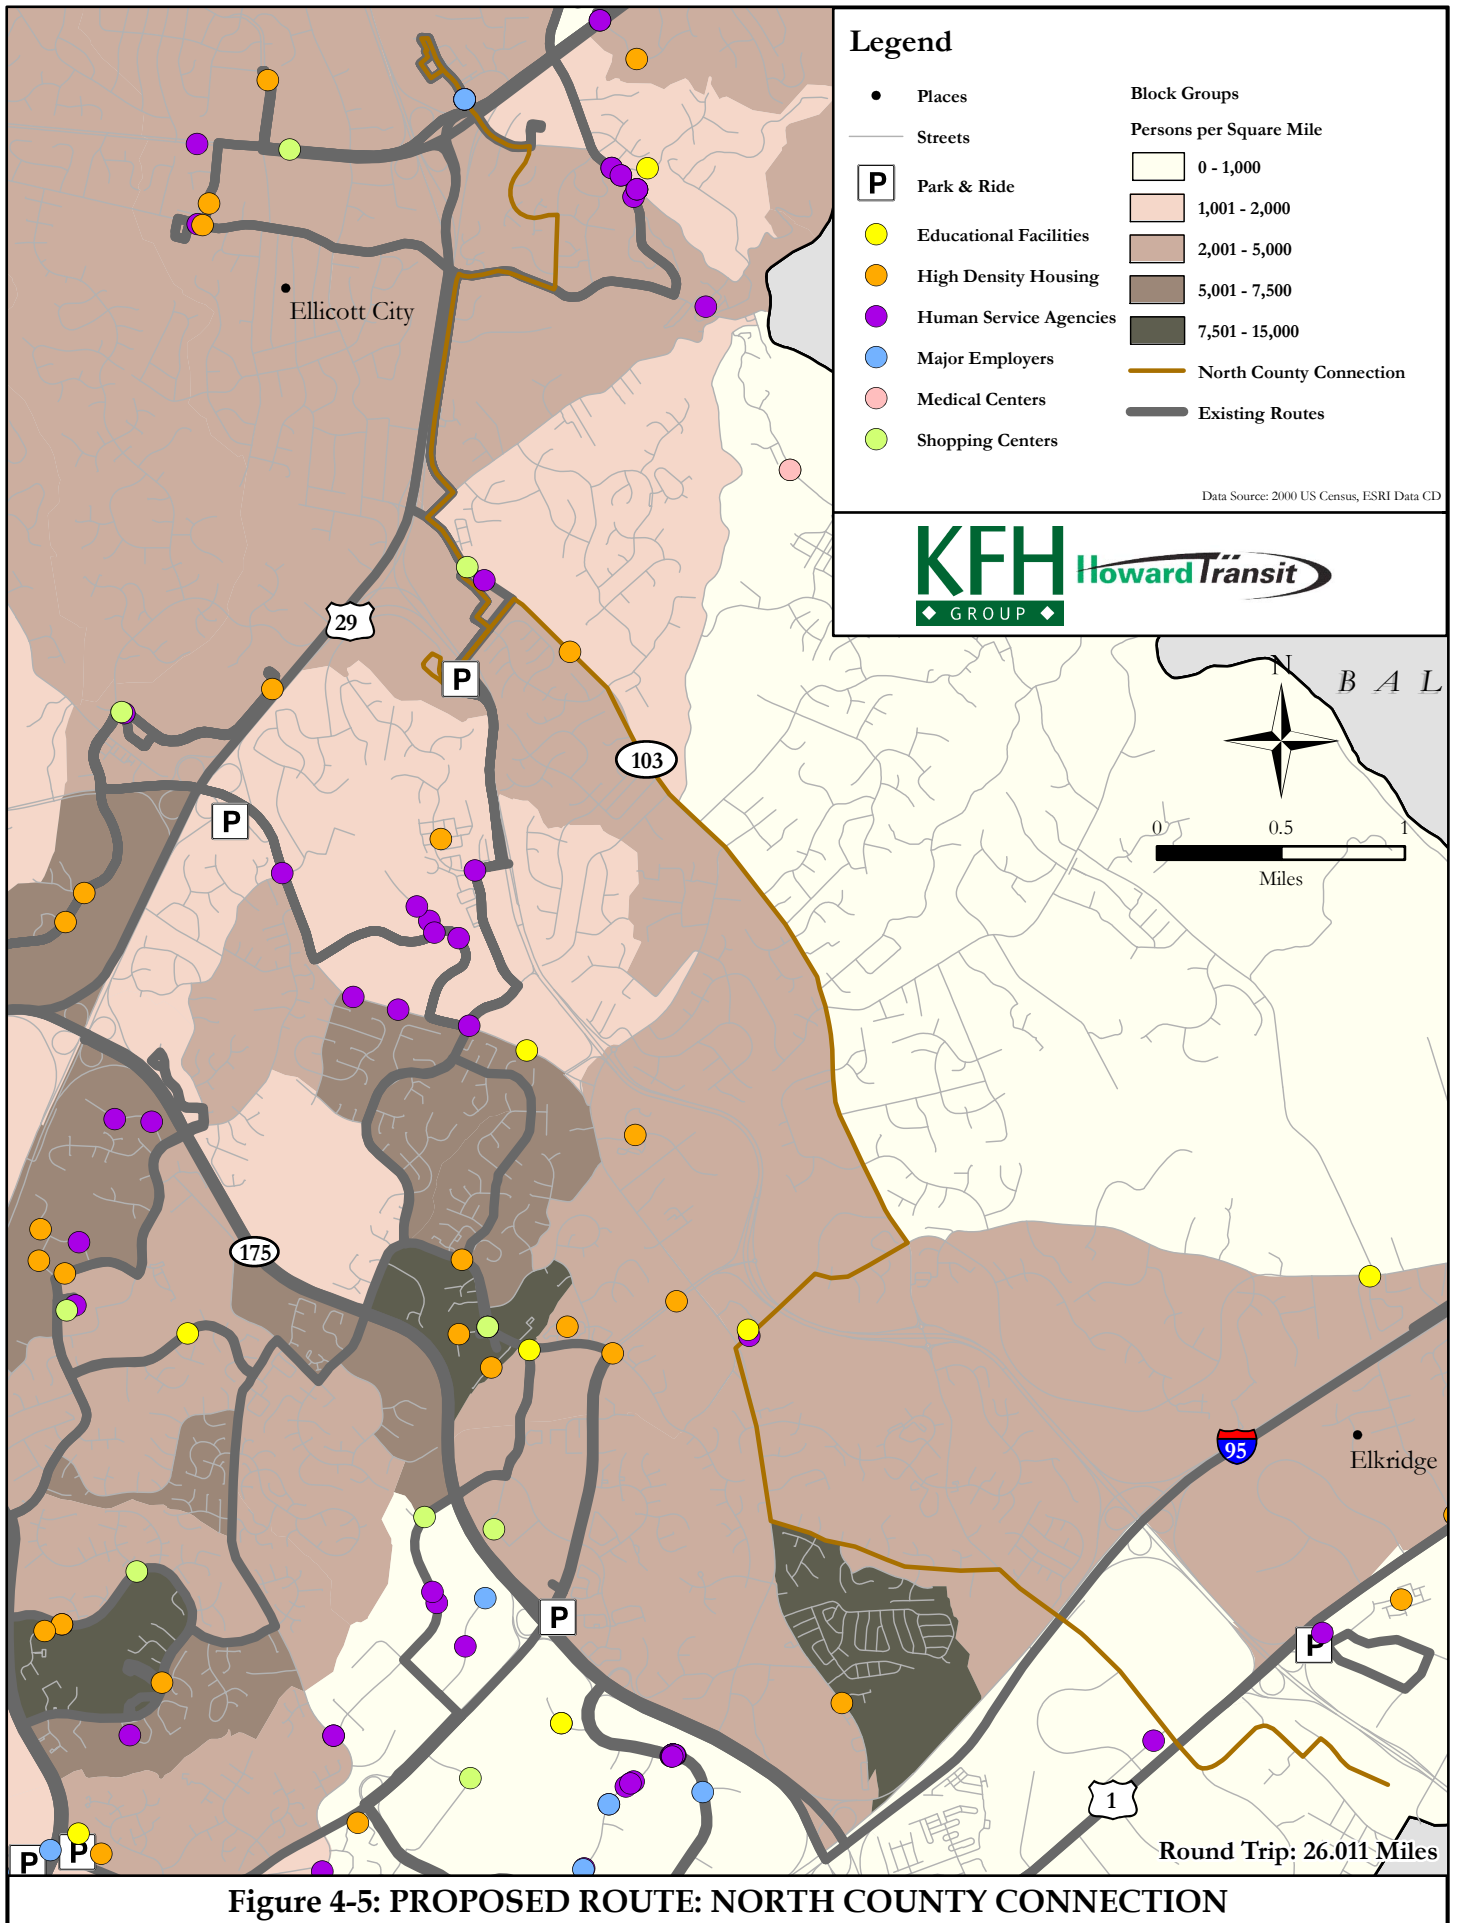 Legend
Places
Streets
P
Park & Ride
Educational Facilities
High Density Housing
Human Service Agencies
Major Employers
Medical Centers
Shopping Centers
Block Groups
Persons per Square Mile
0 - 1,000
1,001 - 2,000
2,001 - 5,000
5,001 - 7,500
7,501 - 15,000
North County Connection
Existing Routes
Data Source: 2000 US Census, ESRI Data CD
KFH
GROUP
HowardTransit
Ellicott City
29
P
N
B A L
103
0 0.5 1
Miles
P
175
95
Elkridge
P
P
1
P
P
Round Trip: 26.011 Miles
Figure 4-5: PROPOSED ROUTE: NORTH COUNTY CONNECTION